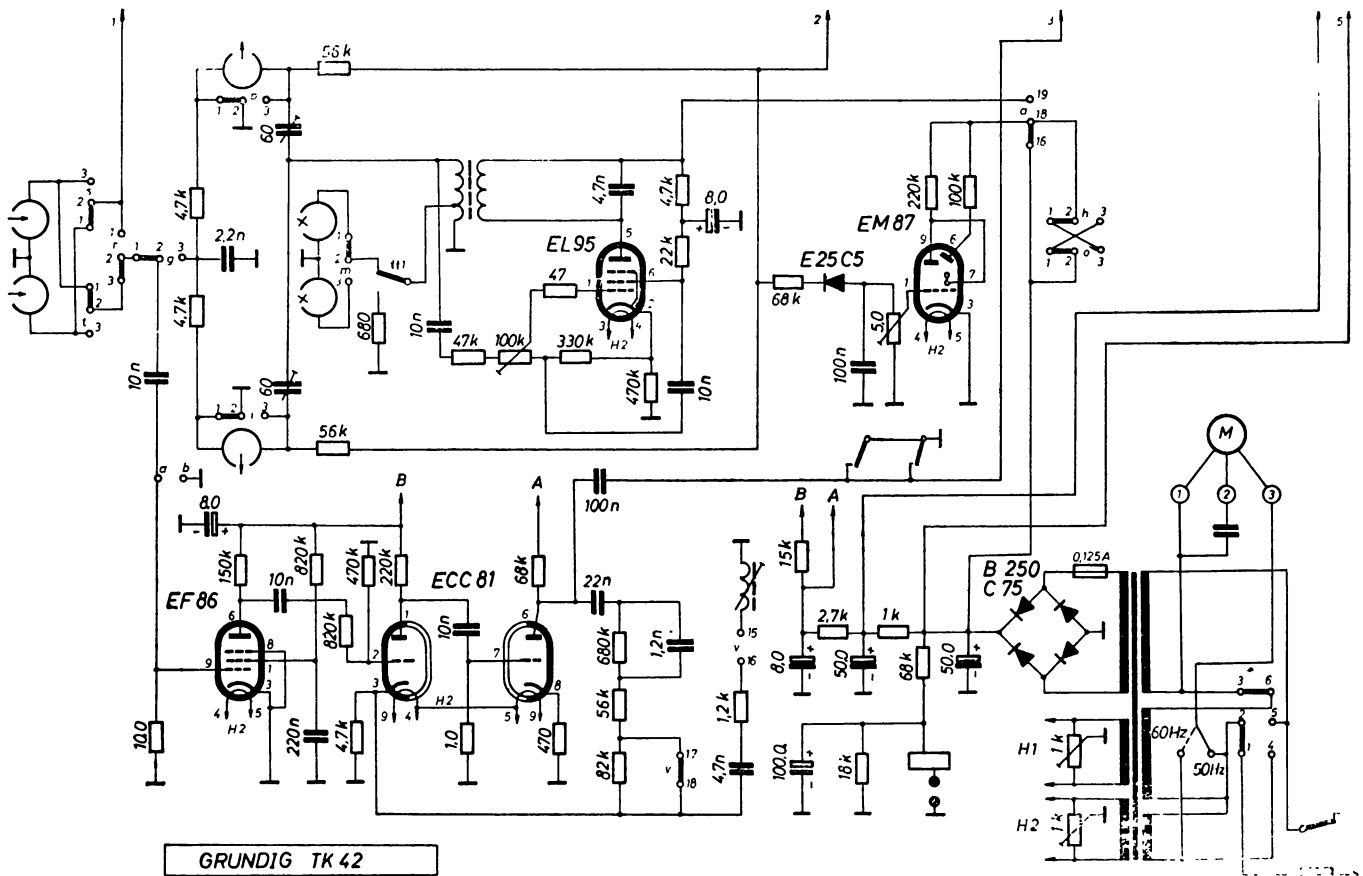 1
2
3
5
56k
60
4,7k
2,2n
4,7k
10n
60
56k
680
10n
47k
100k
330k
47
EL95
4,7n
4,7k
8,0
22k
470k
10n
H2
E25C5
68k
100n
5,0
EM87
220k
100k
H2
19
18
16
a
b
8,0
150k
820k
10n
EF86
820k
470k
220k
ECC 81
B
A
68k
100n
10n
22n
680k
1,2n
56k
82k
17
18
v
15
v
16
1,2k
4,7n
10,0
220n
4,7k
1,0
470
H2
H2
B
A
15k
2,7k
1k
8,0
50,0
68k
50,0
100,0
18k
B 250
C 75
0,125A
M
1
2
3
H1
1k
H2
1k
60Hz
50Hz
GRUNDIG TK 42